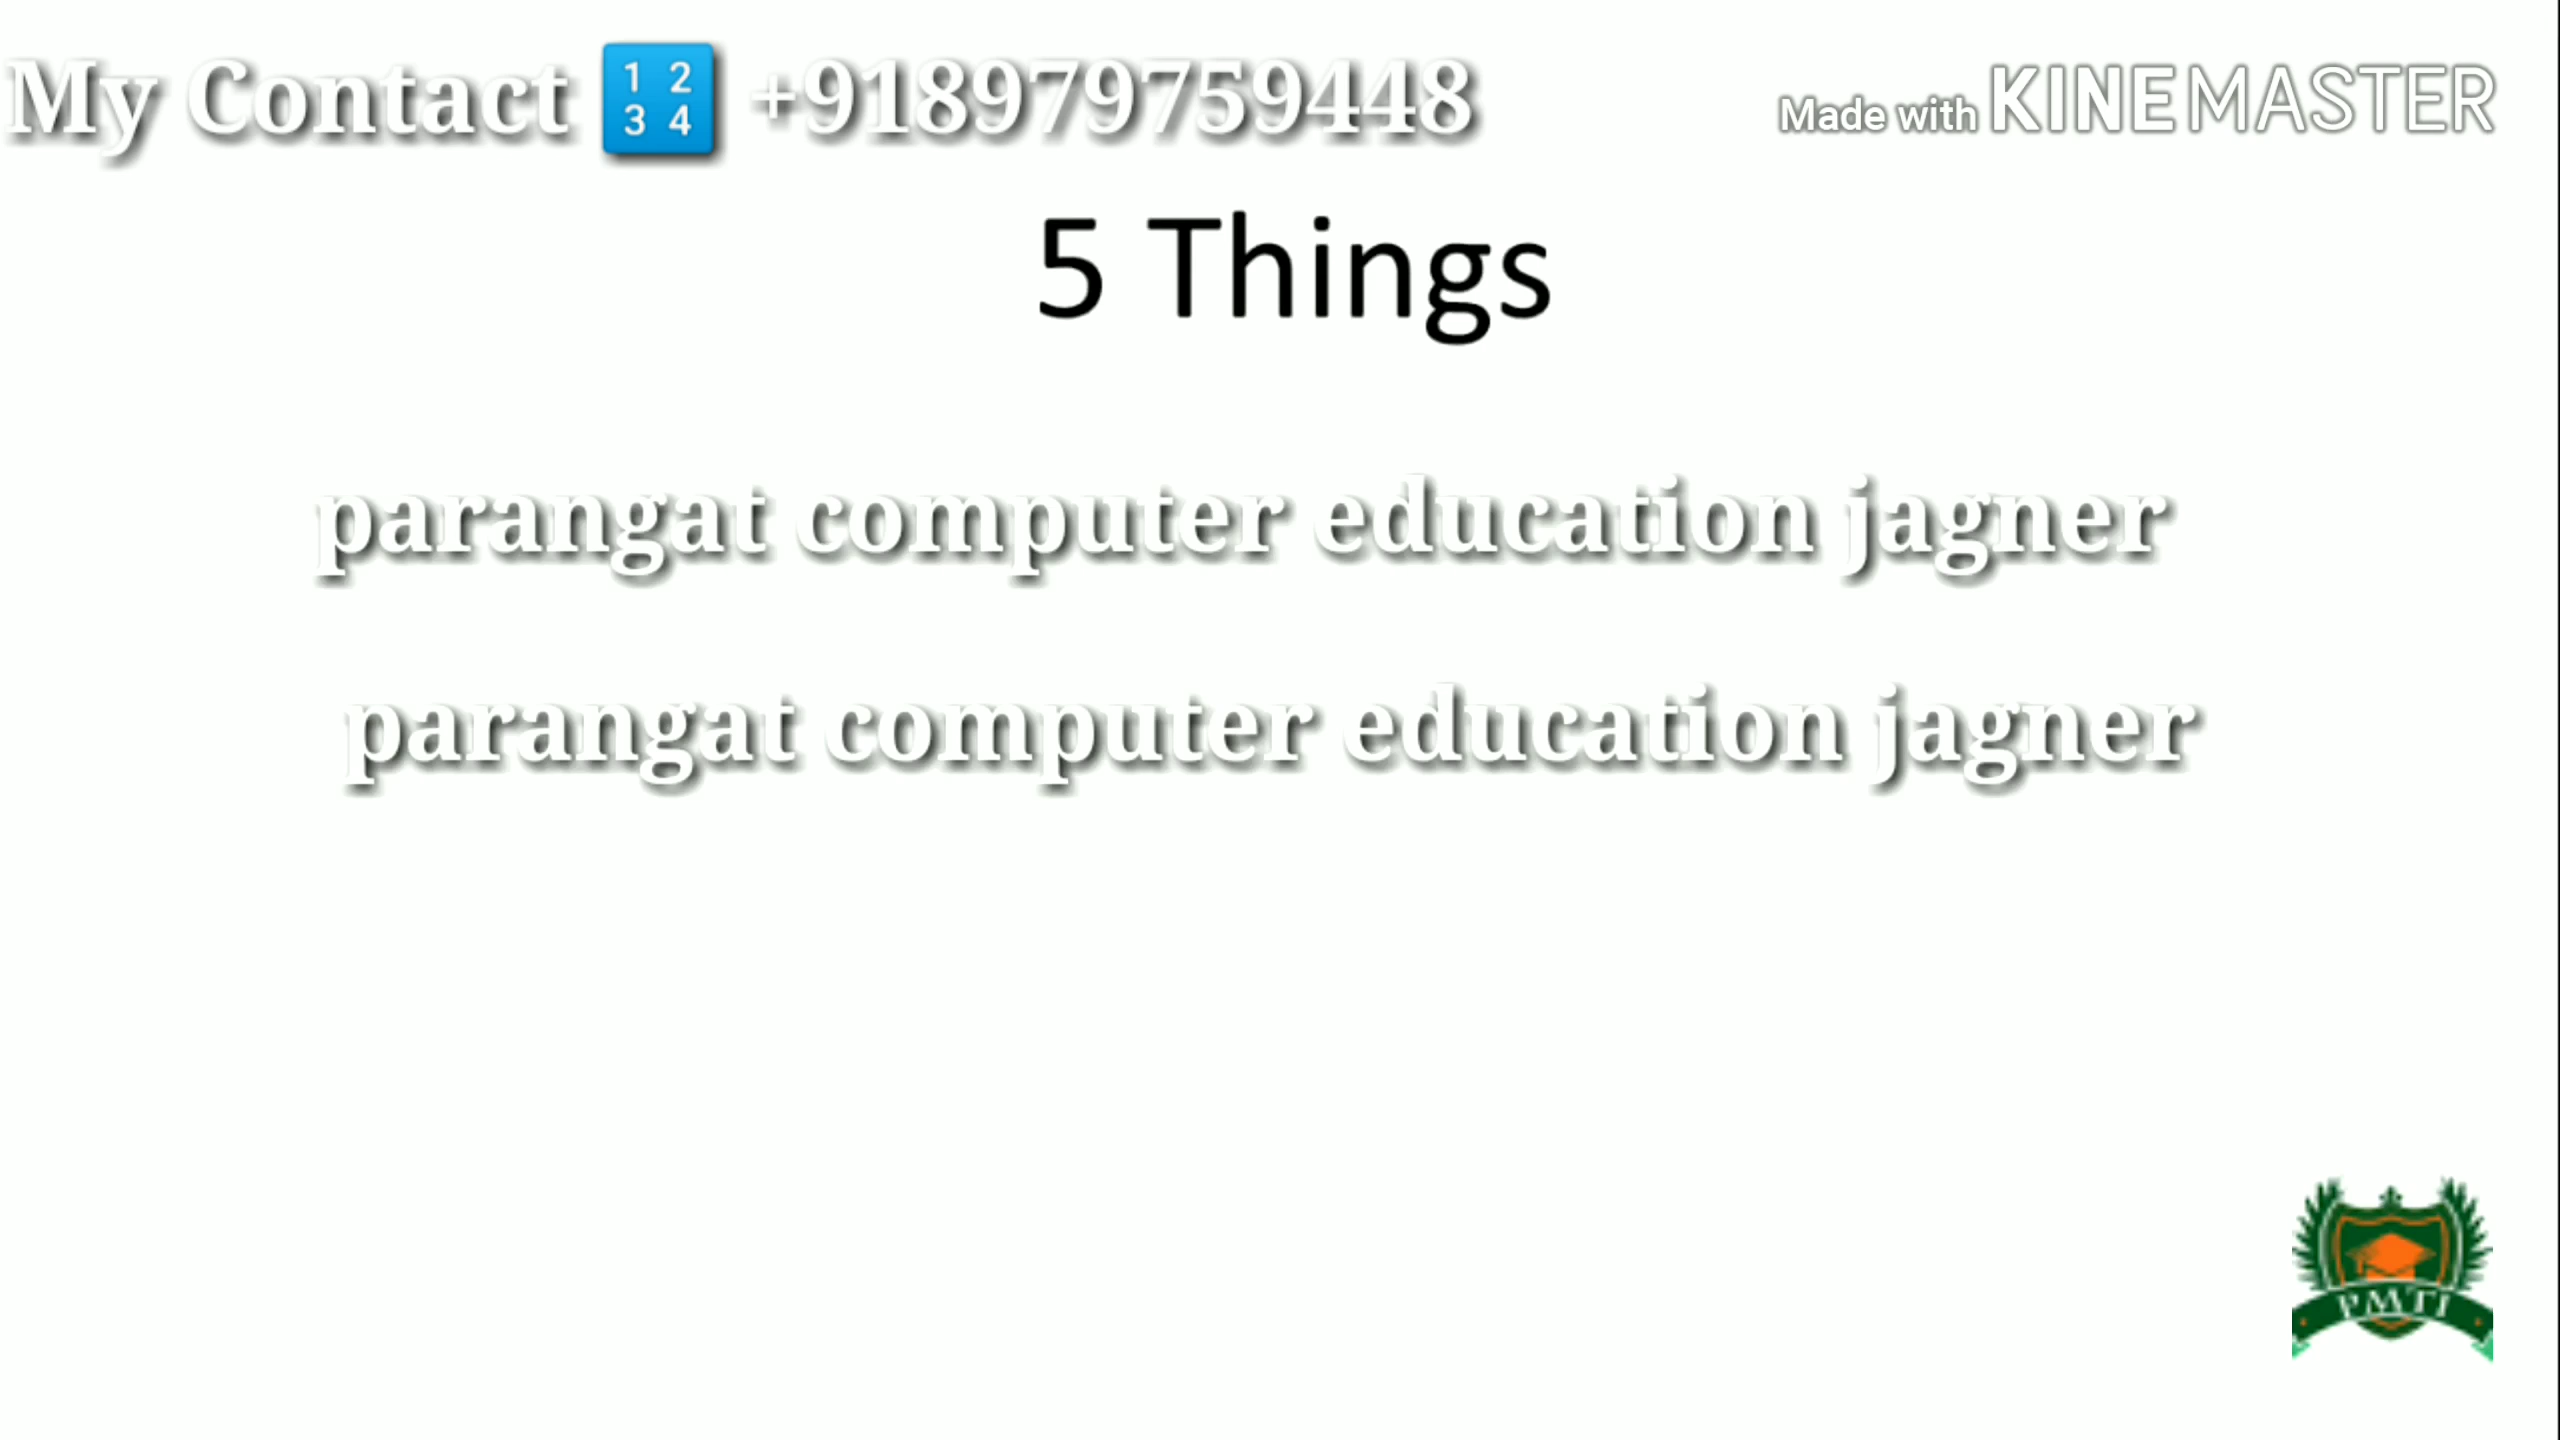 My Contact 🔢 +918979759448
Made with KINEMASTER
5 Things
parangat computer education jagner
parangat computer education jagner
PMTI